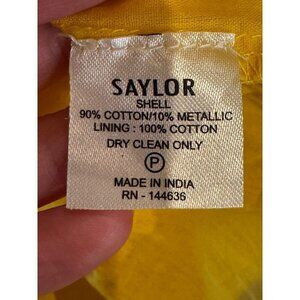 SAYLOR
SHELL
90% COTTON/10% METALLIC
LINING : 100% COTTON
DRY CLEAN ONLY
P
MADE IN INDIA
RN - 144636